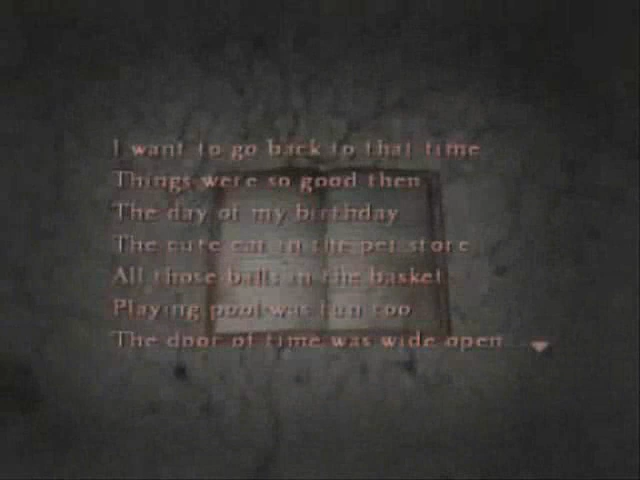 I want to go back to that time
Things were so good then
The day of my birthday
The cute cat in the pet store
All those balls in the basket
Playing pool was fun too
The door of time was wide open